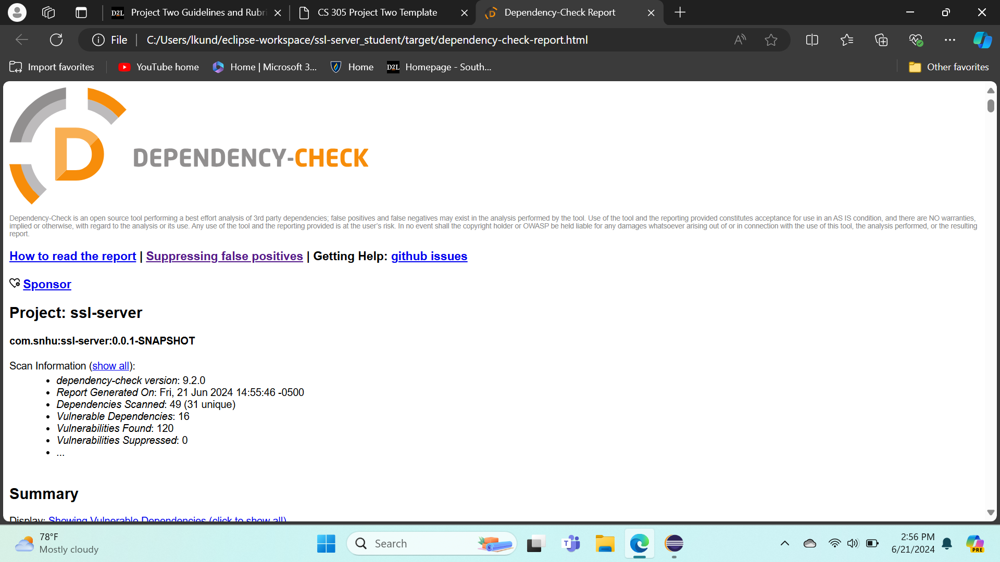 D2L Project Two Guidelines and Rubri
CS 305 Project Two Template
Dependency-Check Report
File
C:/Users/lkund/eclipse-workspace/ssl-server_student/target/dependency-check-report.html
Import favorites
YouTube home
Home | Microsoft 3...
Home
D2L Homepage - South...
Other favorites
D
DEPENDENCY-CHECK
Dependency-Check is an open source tool performing a best effort analysis of 3rd party dependencies; false positives and false negatives may exist in the analysis performed by the tool. Use of the tool and the reporting provided constitutes acceptance for use in an AS IS condition, and there are NO warranties,
implied or otherwise, with regard to the analysis or its use. Any use of the tool and the reporting provided is at the user's risk. In no event shall the copyright holder or OWASP be held liable for any damages whatsoever arising out of or in connection with the use of this tool, the analysis performed, or the resulting
report.
How to read the report | Suppressing false positives | Getting Help: github issues
Sponsor
Project: ssl-server
com.snhu:ssl-server:0.0.1-SNAPSHOT
Scan Information (show all):
• dependency-check version: 9.2.0
• Report Generated On: Fri, 21 Jun 2024 14:55:46 -0500
• Dependencies Scanned: 49 (31 unique)
• Vulnerable Dependencies: 16
• Vulnerabilities Found: 120
• Vulnerabilities Suppressed: 0
• ...
Summary
Display: Showing Vulnerable Dependencies (click to show all)
78°F
Mostly cloudy
Search
2:56 PM
6/21/2024
PRE